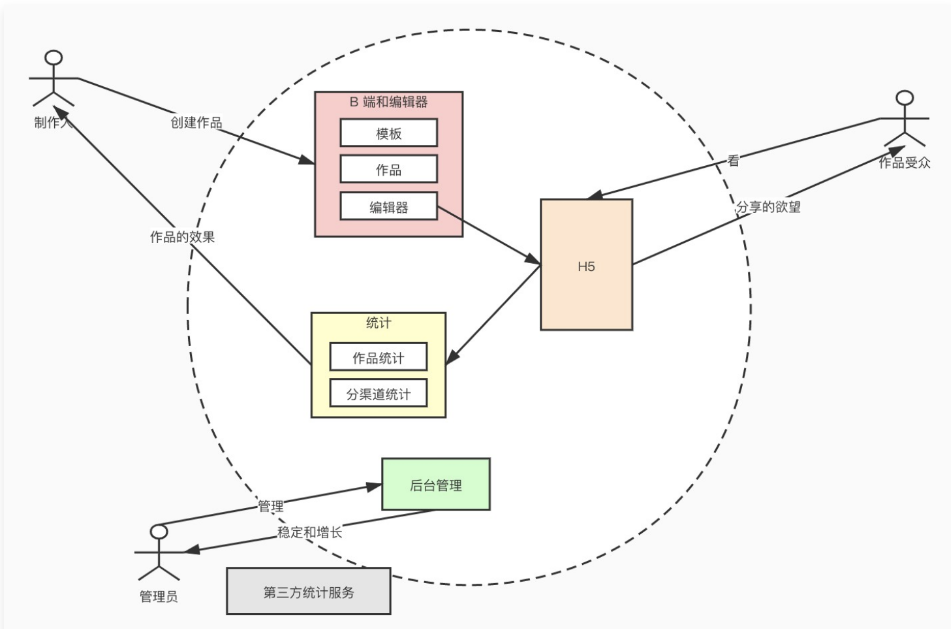 制作人
创建作品
B 端和编辑器
模板
作品
编辑器
看
作品受众
分享的欲望
作品的效果
H5
统计
作品统计
分渠道统计
后台管理
管理
稳定和增长
管理员
第三方统计服务